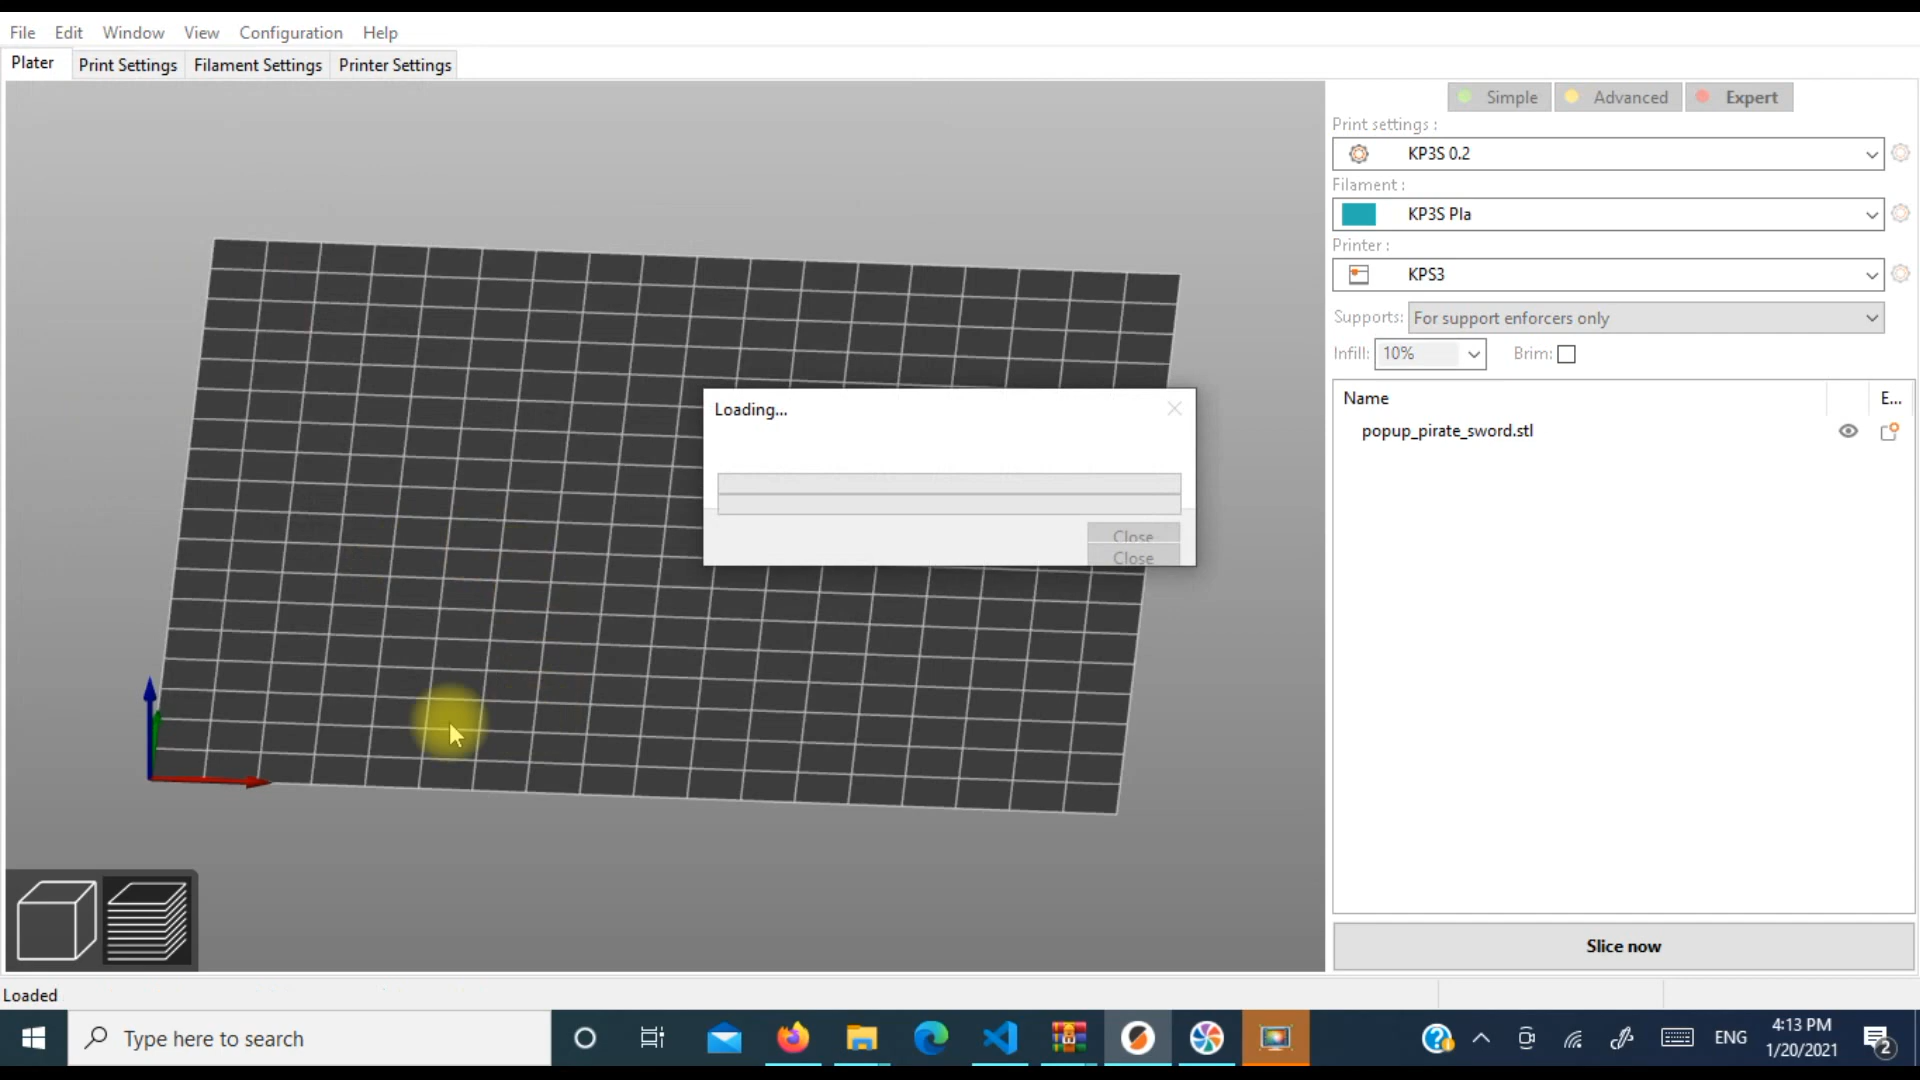 File Edit Window View Configuration Help
Plater Print Settings Filament Settings Printer Settings
Simple Advanced Expert
Print settings :
KP3S 0.2
Filament :
KP3S Pla
Printer :
KPS3
Supports: For support enforcers only
Infill: 10% Brim:
Loading...
Close
Close
Name E...
popup_pirate_sword.stl
Slice now
Loaded
Type here to search
ENG
4:13 PM
1/20/2021
2